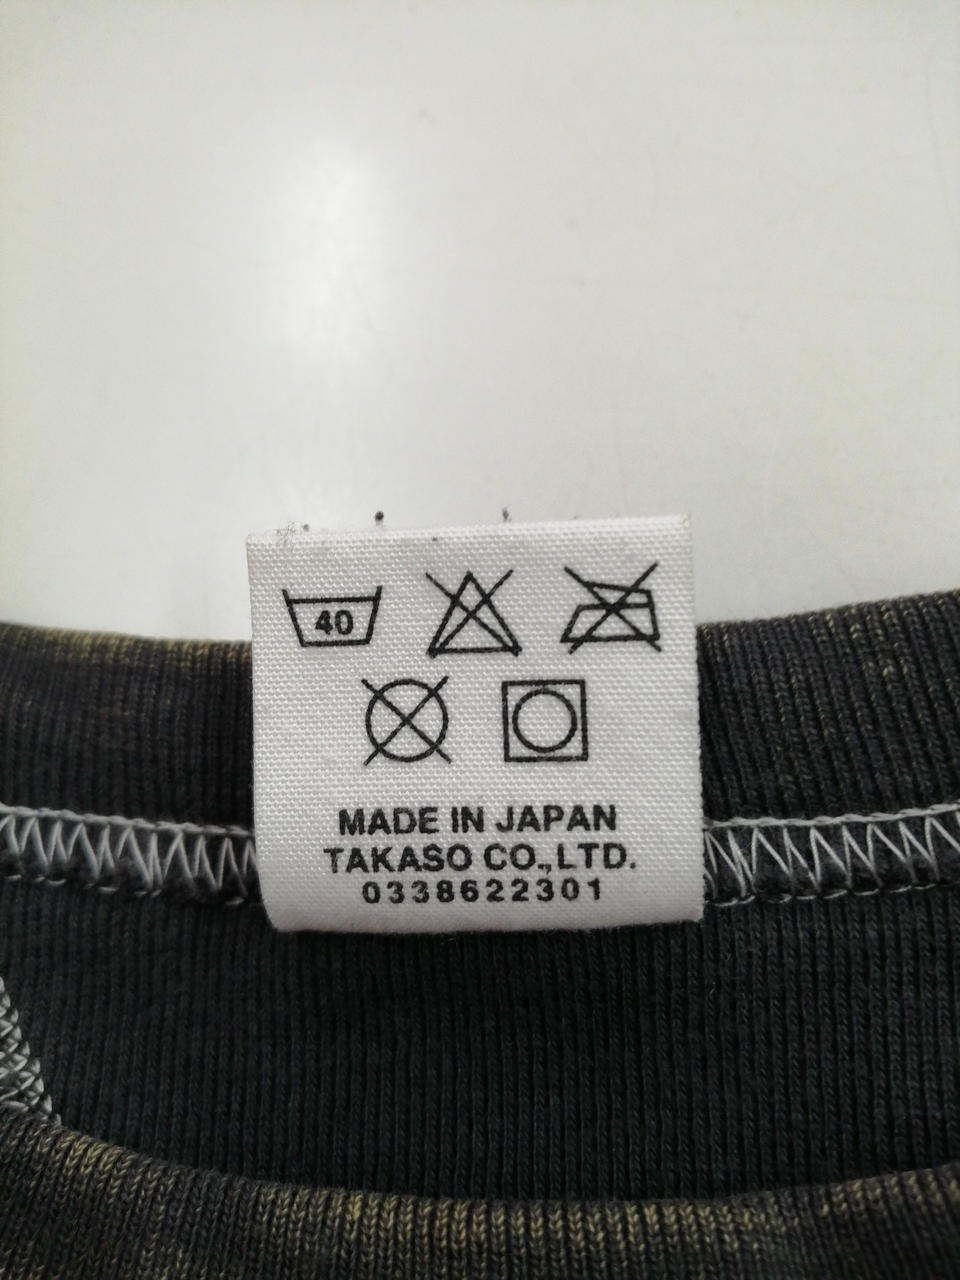 40
MADE IN JAPAN
TAKASO CO.,LTD.
0338622301